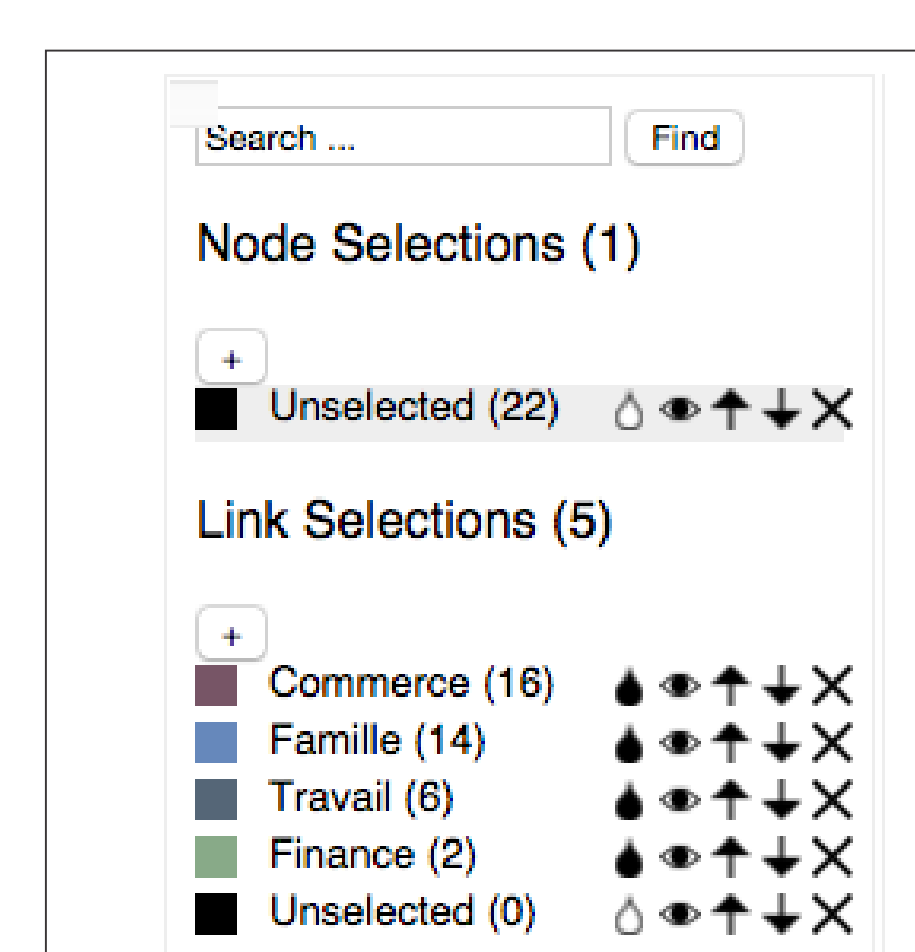 Search ... Find
Node Selections (1)
+
Unselected (22)
Link Selections (5)
+
Commerce (16)
Famille (14)
Travail (6)
Finance (2)
Unselected (0)